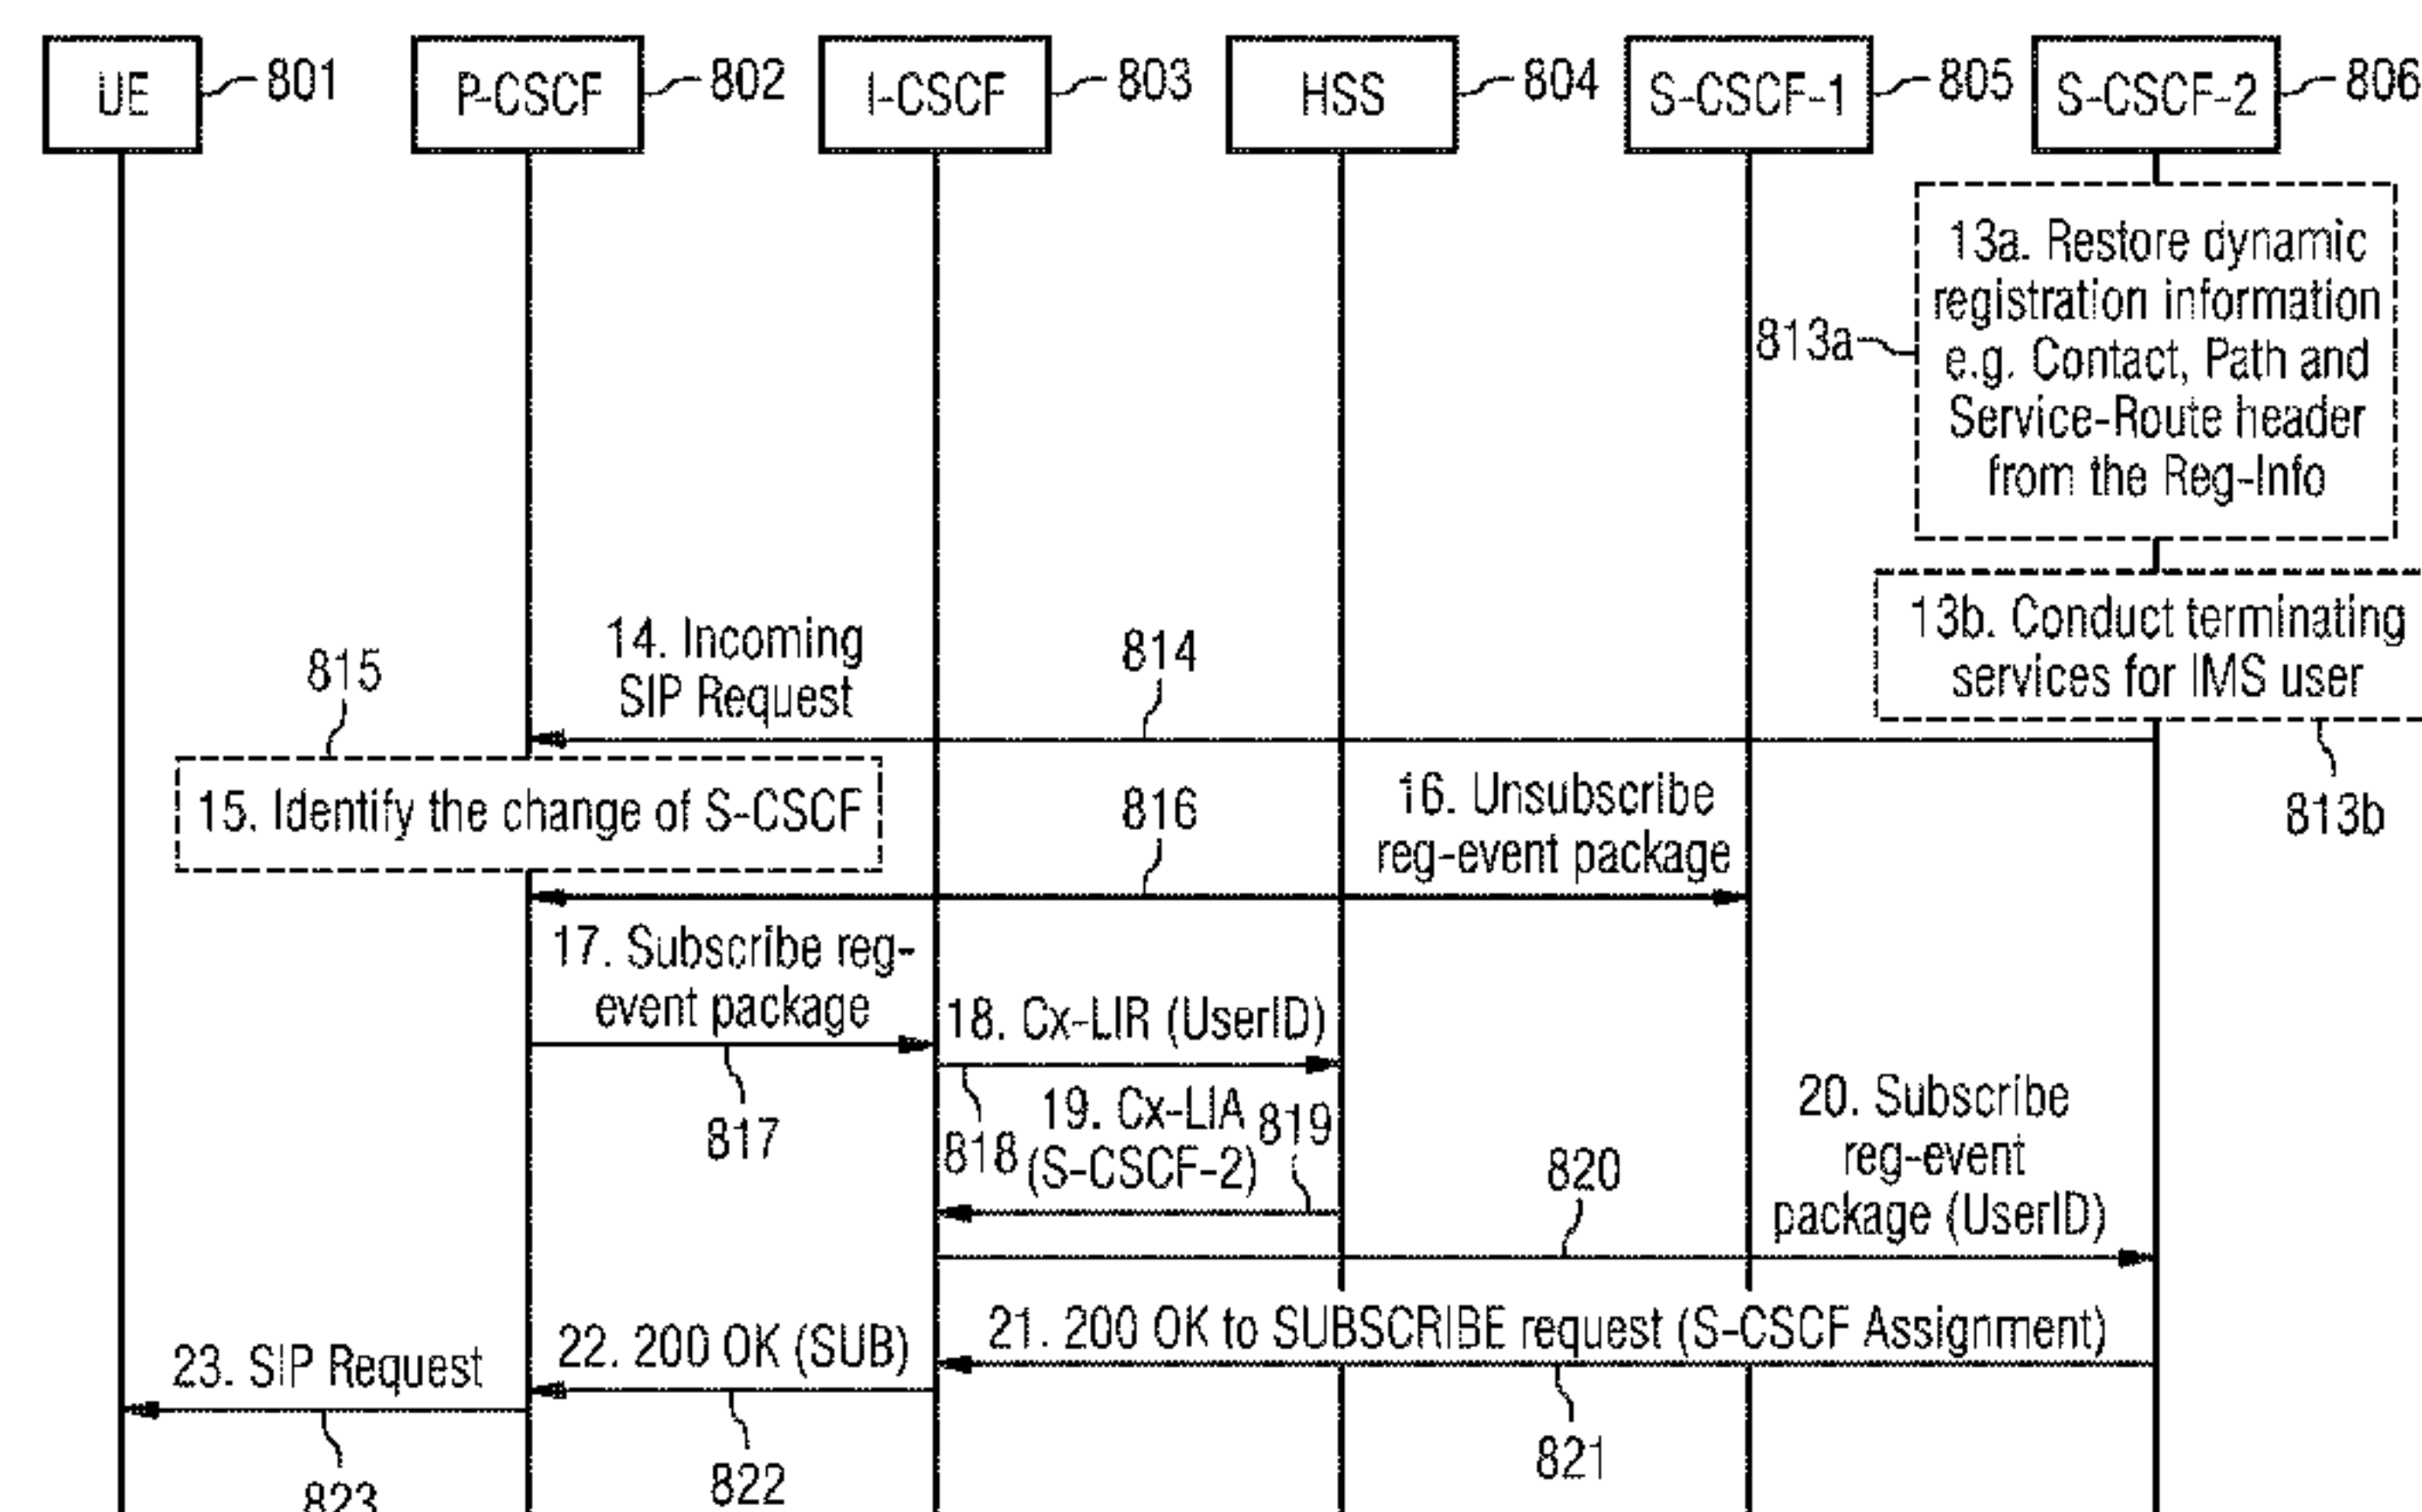 UE
801
P-CSCF
802
I-CSCF
803
HSS
804
S-CSCF-1
805
S-CSCF-2
806
13a. Restore dynamic
registration information
e.g. Contact, Path and
Service-Route header
from the Reg-Info
813a
13b. Conduct terminating
services for IMS user
813b
14. Incoming
SIP Request
814
815
15. Identify the change of S-CSCF
816
16. Unsubscribe
reg-event package
17. Subscribe reg-
event package
817
18. Cx-LIR (UserID)
818
19. Cx-LIA
(S-CSCF-2)
819
20. Subscribe
reg-event
package (UserID)
820
21. 200 OK to SUBSCRIBE request (S-CSCF Assignment)
821
22. 200 OK (SUB)
822
23. SIP Request
823